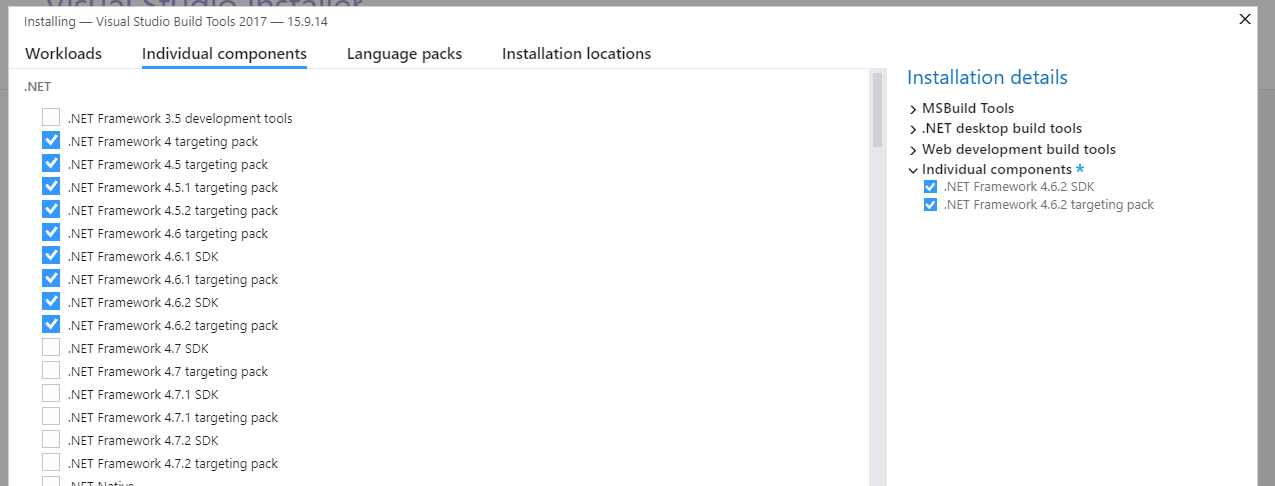 Visual Studio Installer
Installing — Visual Studio Build Tools 2017 — 15.9.14
Workloads
Individual components
Language packs
Installation locations
.NET
.NET Framework 3.5 development tools
.NET Framework 4 targeting pack
.NET Framework 4.5 targeting pack
.NET Framework 4.5.1 targeting pack
.NET Framework 4.5.2 targeting pack
.NET Framework 4.6 targeting pack
.NET Framework 4.6.1 SDK
.NET Framework 4.6.1 targeting pack
.NET Framework 4.6.2 SDK
.NET Framework 4.6.2 targeting pack
.NET Framework 4.7 SDK
.NET Framework 4.7 targeting pack
.NET Framework 4.7.1 SDK
.NET Framework 4.7.1 targeting pack
.NET Framework 4.7.2 SDK
.NET Framework 4.7.2 targeting pack
.NET Native
Installation details
MSBuild Tools
.NET desktop build tools
Web development build tools
Individual components *
.NET Framework 4.6.2 SDK
.NET Framework 4.6.2 targeting pack